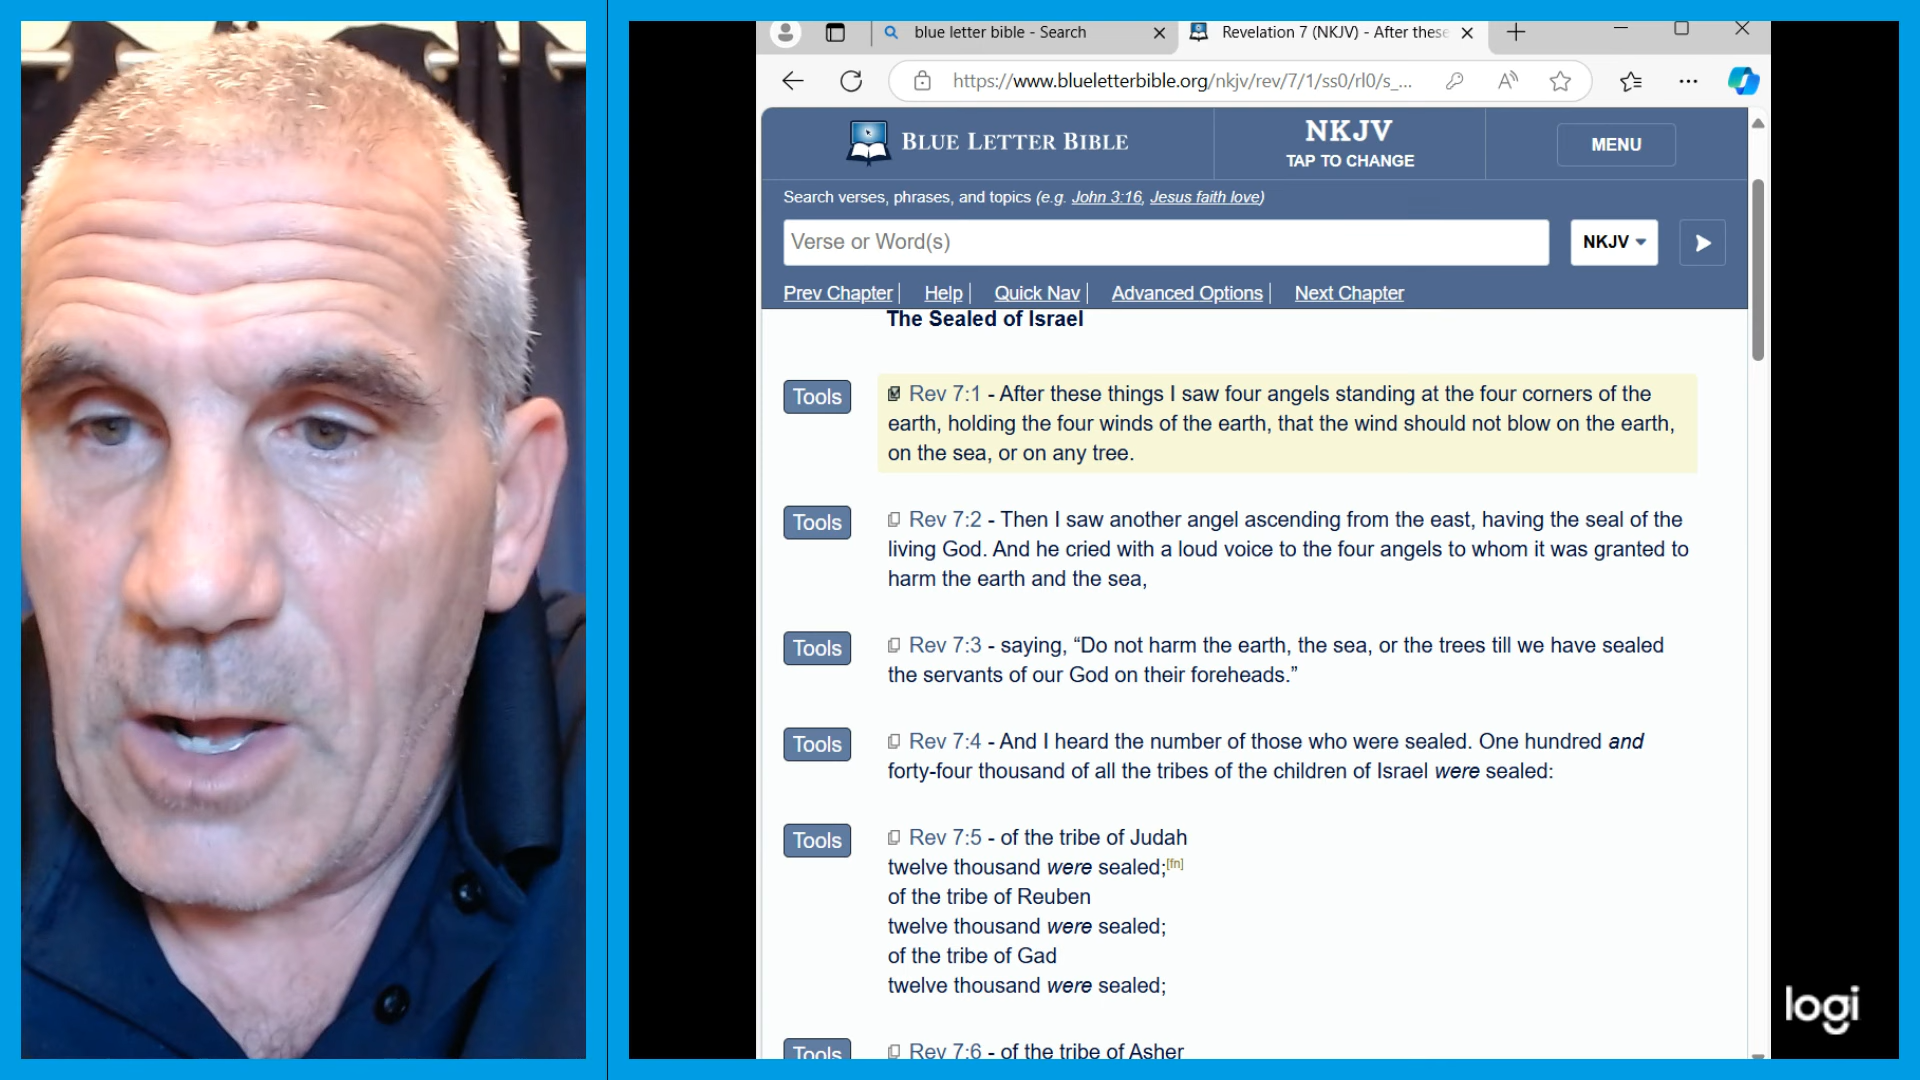 blue letter bible - Search
Revelation 7 (NKJV) - After these
https://www.blueletterbible.org/nkjv/rev/7/1/ss0/rl0/s_...
BLUE LETTER BIBLE
NKJV
TAP TO CHANGE
MENU
Search verses, phrases, and topics (e.g. John 3:16, Jesus faith love)
Verse or Word(s)
NKJV
Prev Chapter | Help | Quick Nav | Advanced Options | Next Chapter
The Sealed of Israel
Tools
Rev 7:1 - After these things I saw four angels standing at the four corners of the
earth, holding the four winds of the earth, that the wind should not blow on the earth,
on the sea, or on any tree.
Tools
Rev 7:2 - Then I saw another angel ascending from the east, having the seal of the
living God. And he cried with a loud voice to the four angels to whom it was granted to
harm the earth and the sea,
Tools
Rev 7:3 - saying, “Do not harm the earth, the sea, or the trees till we have sealed
the servants of our God on their foreheads.”
Tools
Rev 7:4 - And I heard the number of those who were sealed. One hundred and
forty-four thousand of all the tribes of the children of Israel were sealed:
Tools
Rev 7:5 - of the tribe of Judah
twelve thousand were sealed;[fn]
of the tribe of Reuben
twelve thousand were sealed;
of the tribe of Gad
twelve thousand were sealed;
Tools
Rev 7:6 - of the tribe of Asher
logi